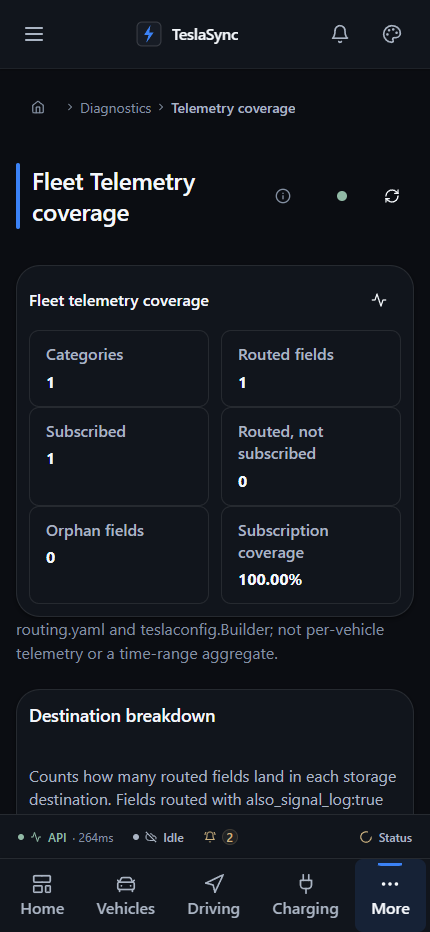 TeslaSync
Diagnostics
Telemetry coverage
Fleet Telemetry
coverage
Fleet telemetry coverage
Categories
1
Routed fields
1
Subscribed
1
Routed, not
subscribed
0
Orphan fields
0
Subscription
coverage
100.00%
routing.yaml and teslaconfig.Builder; not per-vehicle
telemetry or a time-range aggregate.
Destination breakdown
Counts how many routed fields land in each storage
destination. Fields routed with also_signal_log:true
API · 264ms
Idle
2
Status
Home
Vehicles
Driving
Charging
More